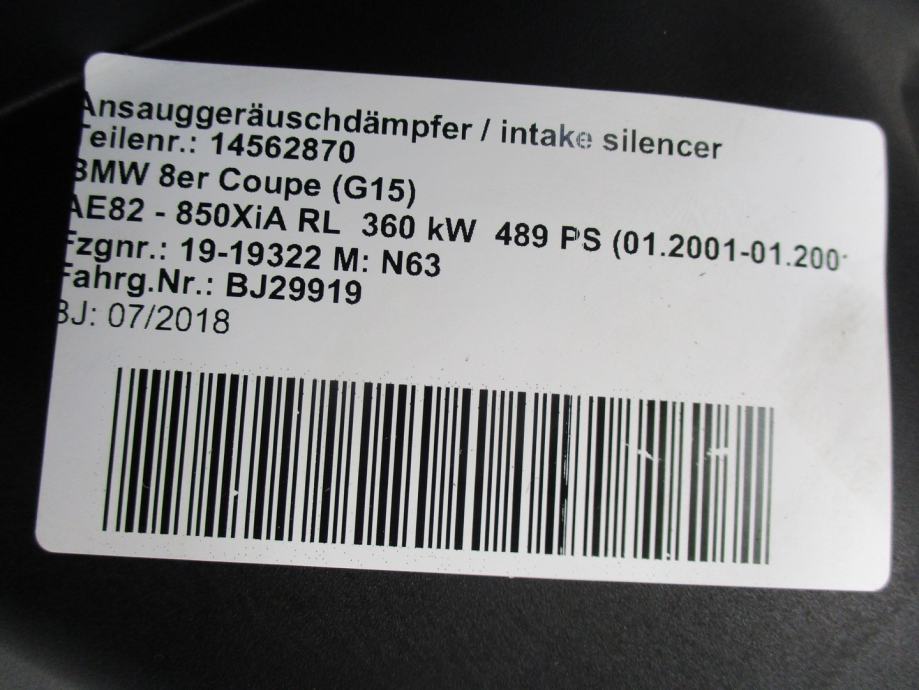 Ansauggeräuschdämpfer / intake silencer
Teilenr.: 14562870
BMW 8er Coupe (G15)
AE82 - 850XiA RL 360 kW 489 PS (01.2001-01.200
Fzgnr.: 19-19322 M: N63
Fahrg.Nr.: BJ29919
BJ: 07/2018